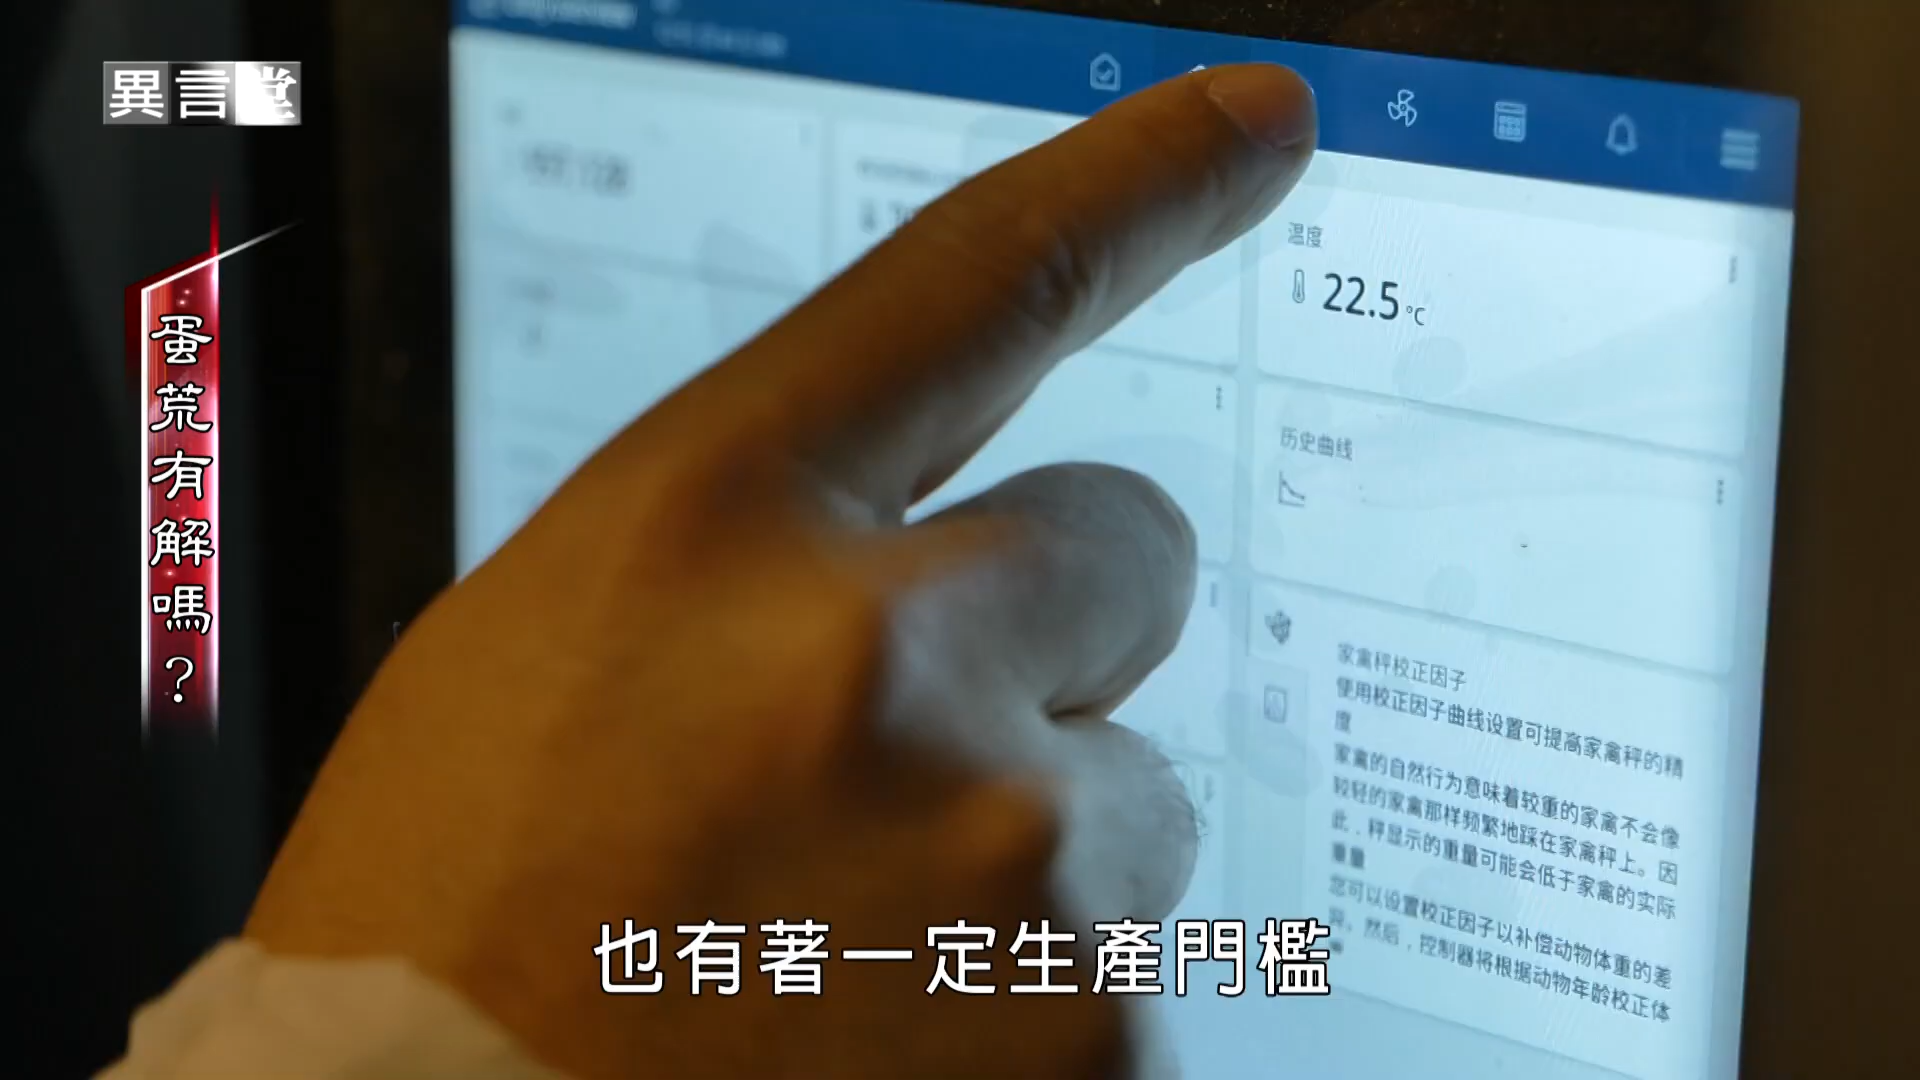 異言堂
蛋荒有解嗎？
温度
22.5 °C
历史曲线
家禽秤校正因子
使用校正因子曲线设置可提高家禽秤的精
度
家禽的自然行为意味着较重的家禽不会像
较轻的家禽那样频繁地踩在家禽秤上。因
此，秤显示的重量可能会低于家禽的实际
重量
您可以设置校正因子以补偿动物体重的差
异。然后，控制器将根据动物年龄校正体
重
也有著一定生產門檻